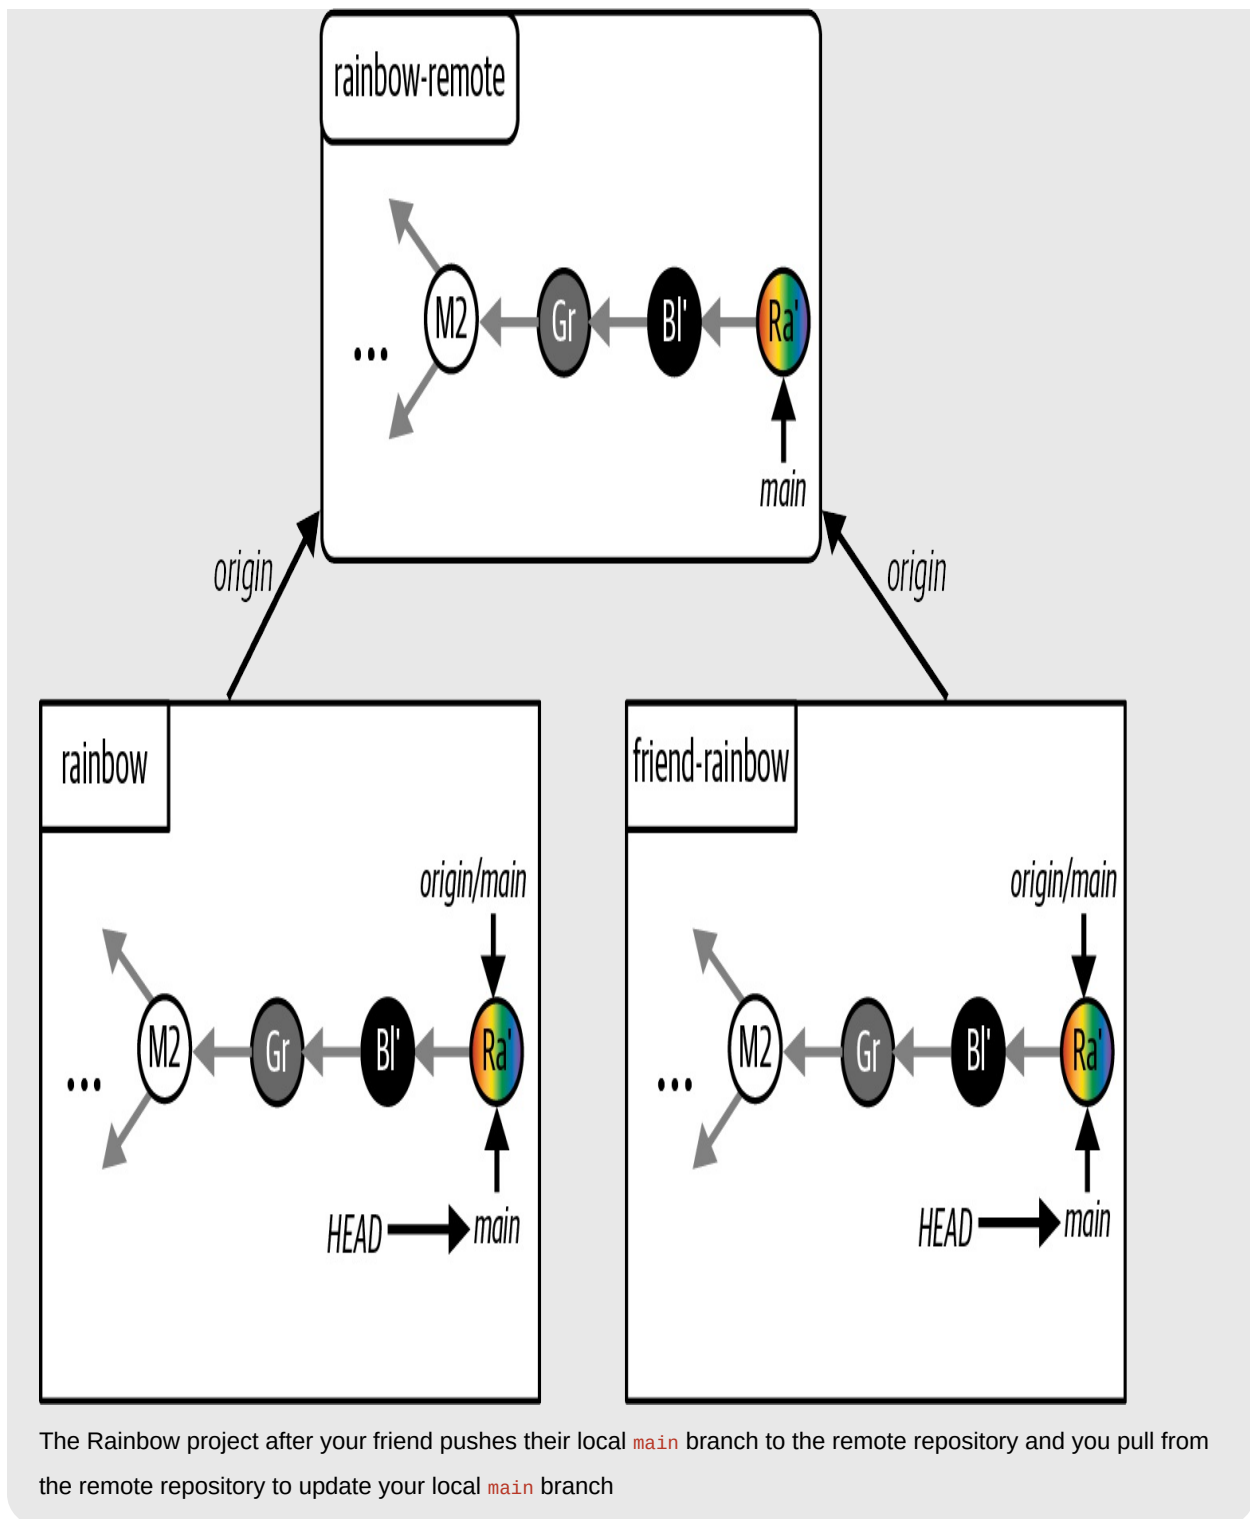 rainbow-remote
... M2 Gr Bl' Ra'
main
origin origin
rainbow
origin/main
... M2 Gr Bl' Ra'
HEAD main
friend-rainbow
origin/main
... M2 Gr Bl' Ra'
HEAD main
The Rainbow project after your friend pushes their local main branch to the remote repository and you pull from
the remote repository to update your local main branch